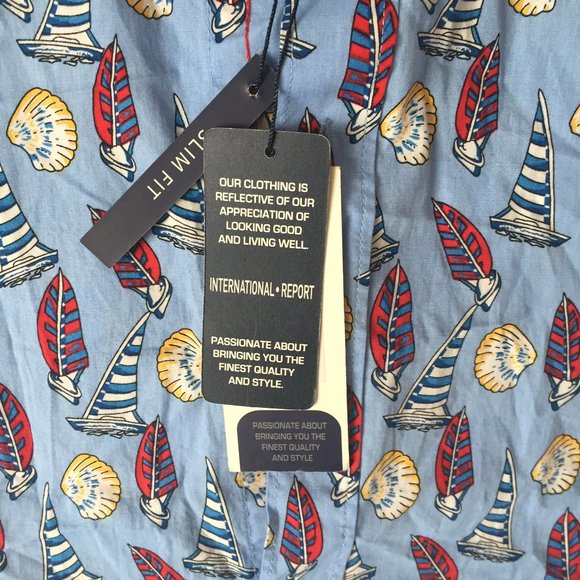 SLIM FIT
OUR CLOTHING IS
REFLECTIVE OF OUR
APPRECIATION OF
LOOKING GOOD
AND LIVING WELL.
INTERNATIONAL•REPORT
PASSIONATE ABOUT
BRINGING YOU THE
FINEST QUALITY
AND STYLE.
PASSIONATE ABOUT
BRINGING YOU THE
FINEST QUALITY
AND STYLE